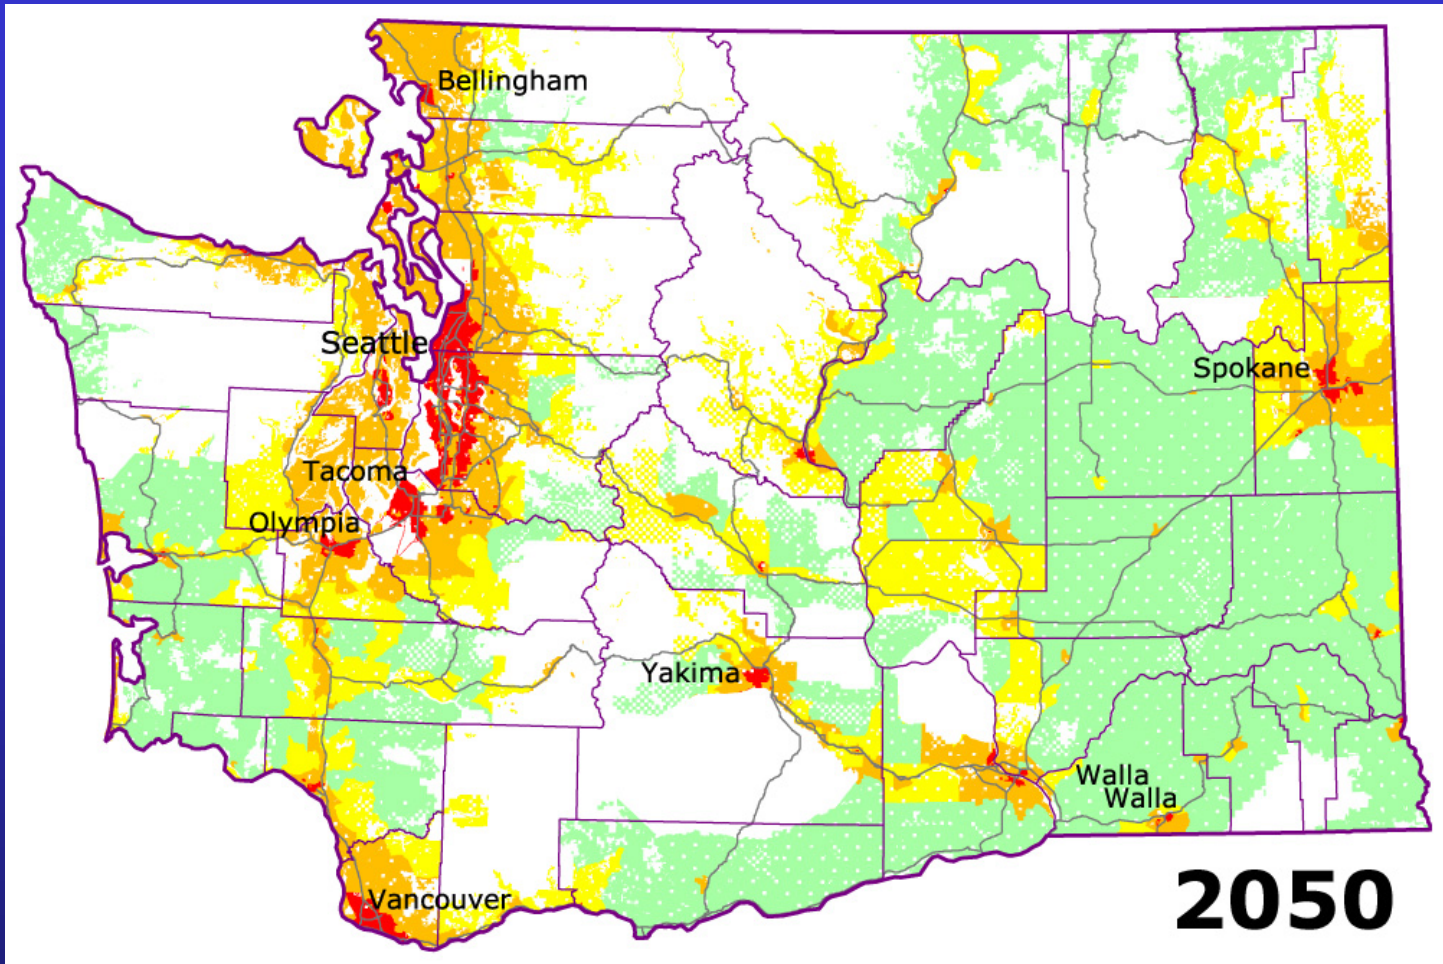 Bellingham
Seattle
Spokane
Tacoma
Olympia
Yakima
Walla
Walla
Vancouver
2050